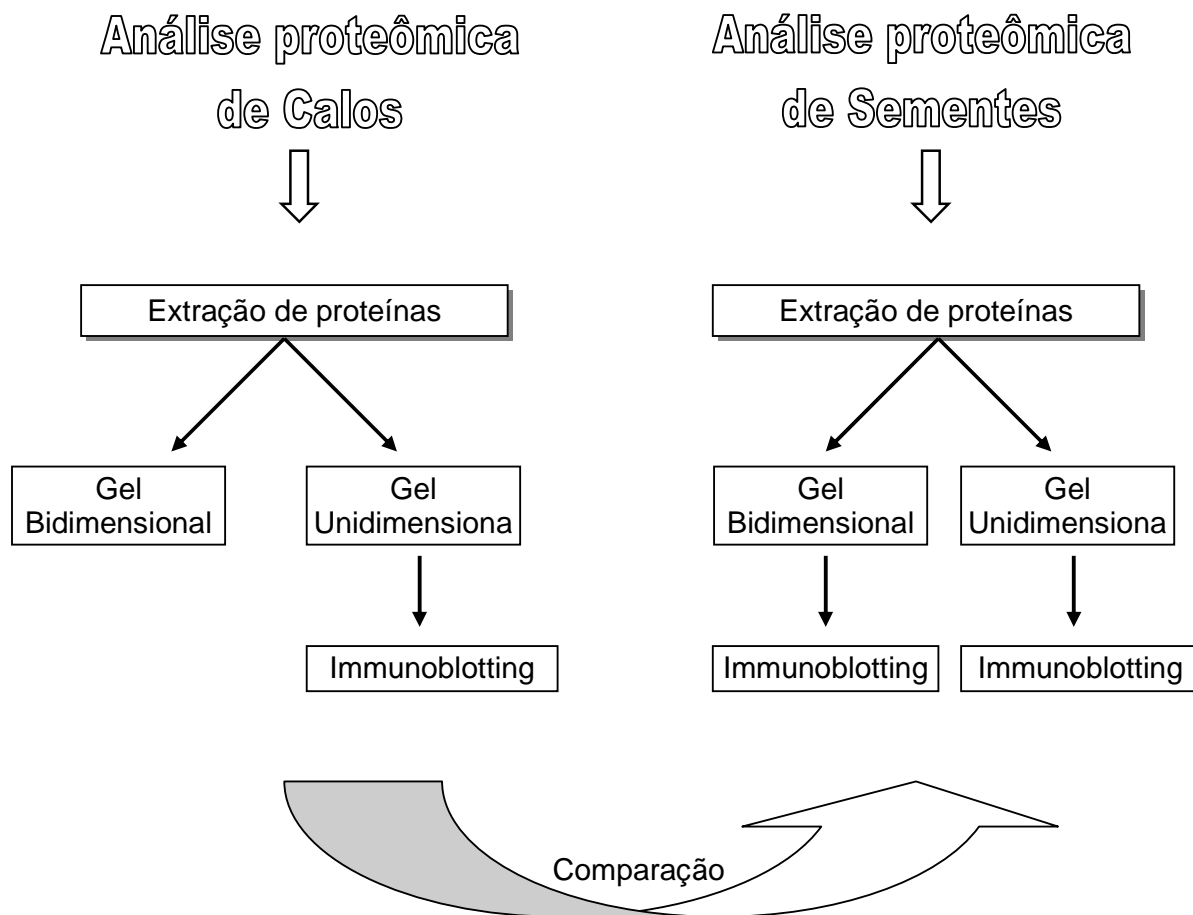 Análise proteômica
de Calos
Análise proteômica
de Sementes
Extração de proteínas
Extração de proteínas
Gel
Bidimensional
Gel
Unidimensiona
Gel
Bidimensional
Gel
Unidimensiona
Immunoblotting
Immunoblotting
Immunoblotting
Comparação